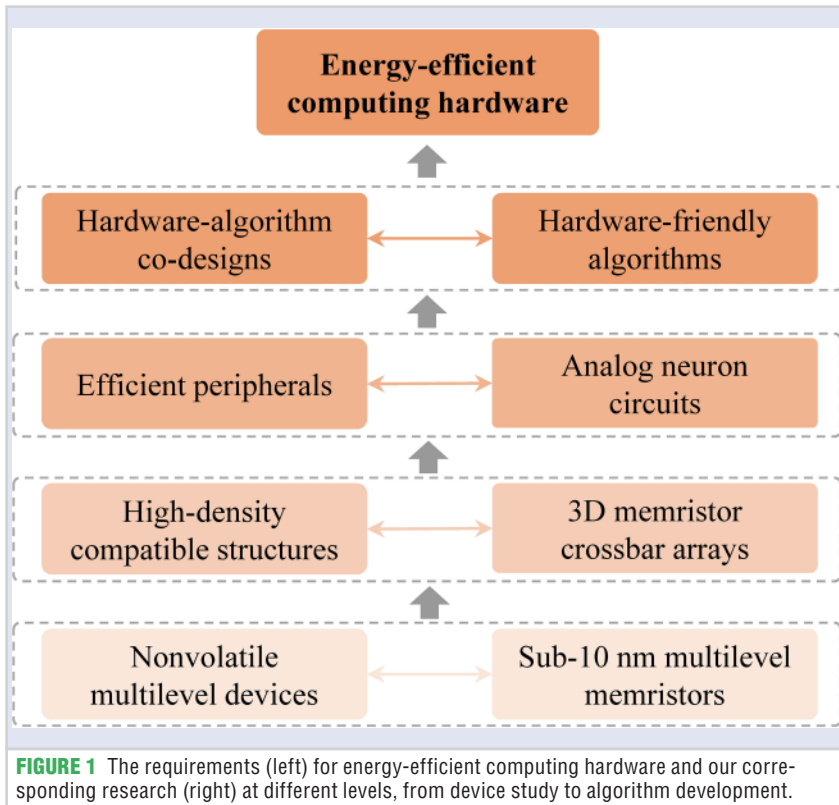 Energy-efficient
computing hardware
Hardware-algorithm
co-designs
Hardware-friendly
algorithms
Efficient peripherals
Analog neuron
circuits
High-density
compatible structures
3D memristor
crossbar arrays
Nonvolatile
multilevel devices
Sub-10 nm multilevel
memristors
FIGURE 1 The requirements (left) for energy-efficient computing hardware and our corre-
sponding research (right) at different levels, from device study to algorithm development.